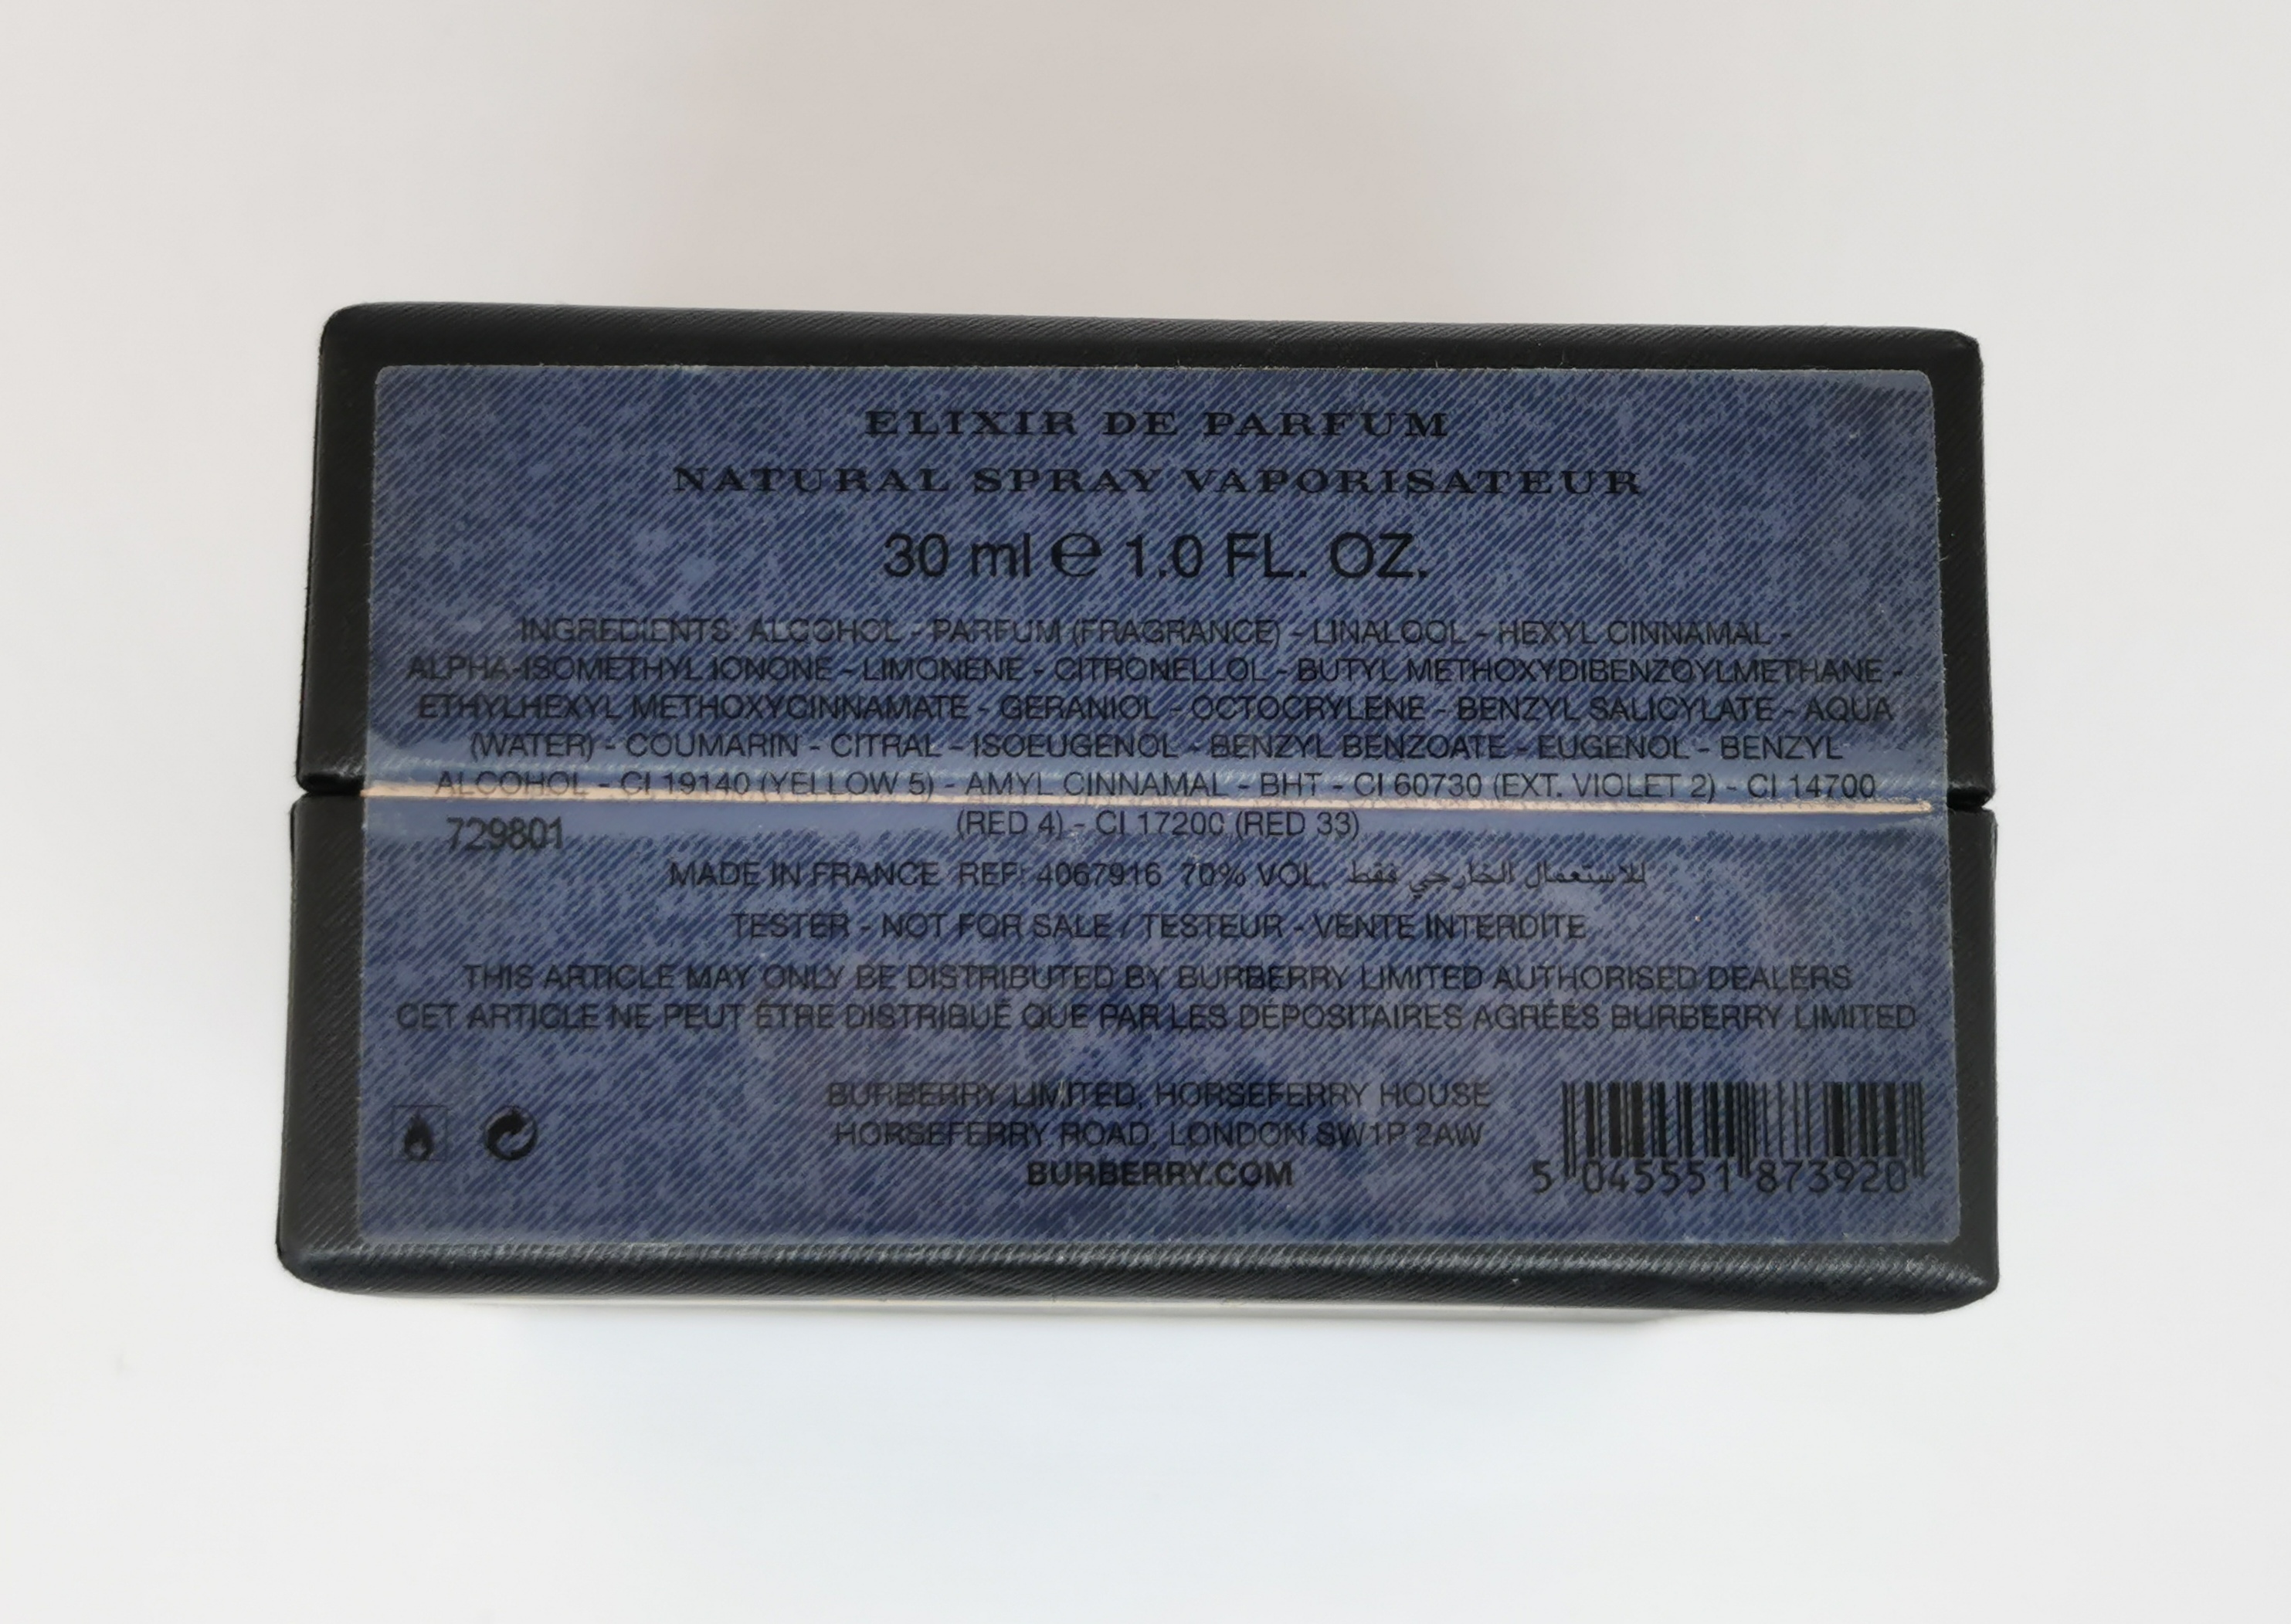 ELIXIR DE PARFUM
NATURAL SPRAY VAPORISATEUR
30 ml ℮ 1.0 FL. OZ.
INGREDIENTS: ALCOHOL - PARFUM (FRAGRANCE) - LINALOOL - HEXYL CINNAMAL -
ALPHA-ISOMETHYL IONONE - LIMONENE - CITRONELLOL - BUTYL METHOXYDIBENZOYLMETHANE -
ETHYLHEXYL METHOXYCINNAMATE - GERANIOL - OCTOCRYLENE - BENZYL SALICYLATE - AQUA
(WATER) - COUMARIN - CITRAL - ISOEUGENOL - BENZYL BENZOATE - EUGENOL - BENZYL
ALCOHOL - CI 19140 (YELLOW 5) - AMYL CINNAMAL - BHT - CI 60730 (EXT. VIOLET 2) - CI 14700
(RED 4) - CI 17200 (RED 33)
729801
MADE IN FRANCE REF: 4067916 70% VOL. للاستعمال الخارجي فقط
TESTER - NOT FOR SALE / TESTEUR - VENTE INTERDITE
THIS ARTICLE MAY ONLY BE DISTRIBUTED BY BURBERRY LIMITED AUTHORISED DEALERS
CET ARTICLE NE PEUT ÊTRE DISTRIBUÉ QUE PAR LES DÉPOSITAIRES AGRÉÉS BURBERRY LIMITED
BURBERRY LIMITED, HORSEFERRY HOUSE
HORSEFERRY ROAD, LONDON SW1P 2AW
BURBERRY.COM
5 045551 873920